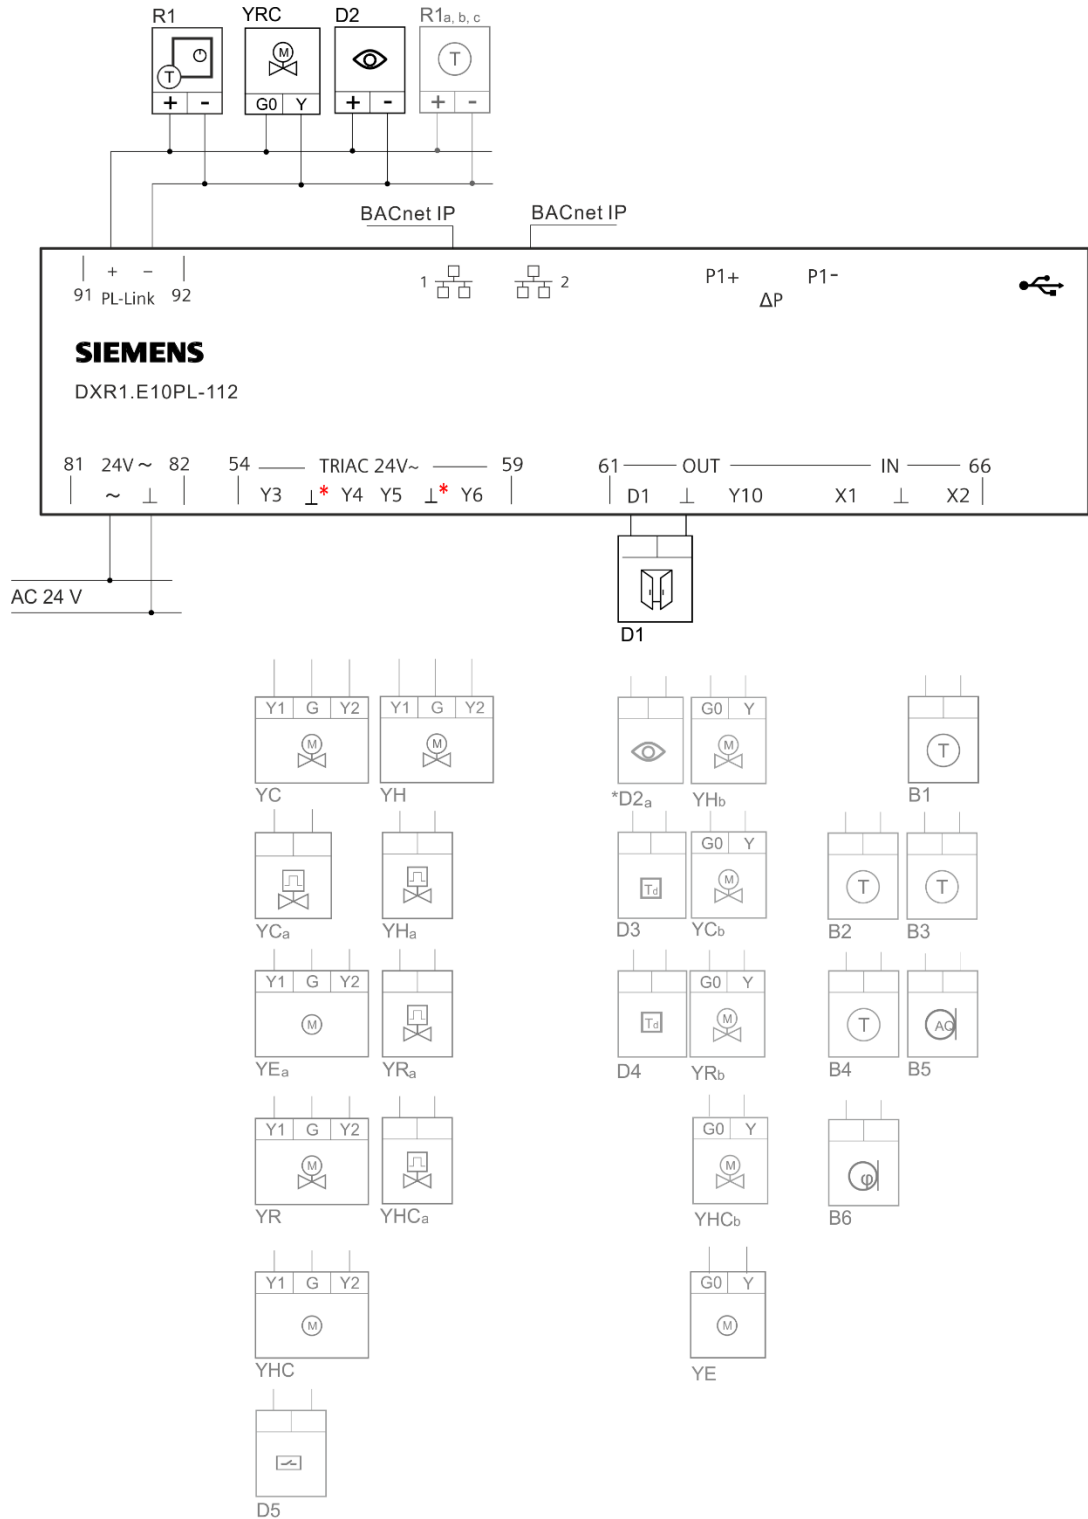 R1 YRC D2 R1a, b, c
T M T
+ - G0 Y + - + -
BACnet IP BACnet IP
+ − 1 2 P1+ P1-
91 PL-Link 92 ΔP
SIEMENS
DXR1.E10PL-112
81 24V ~ 82 54 TRIAC 24V~ 59 61 OUT IN 66
~ ⊥ Y3 ⊥* Y4 Y5 ⊥* Y6 D1 ⊥ Y10 X1 ⊥ X2
AC 24 V
D1
Y1 G Y2 Y1 G Y2 G0 Y
M M M T
YC YH *D2a YHb B1
G0 Y
Td M T T
YCa YHa D3 YCb B2 B3
Y1 G Y2 G0 Y
M Td M T AQ
YEa YRa D4 YRb B4 B5
Y1 G Y2 G0 Y
M M φ
YR YHCa YHCb B6
Y1 G Y2 G0 Y
M M
YHC YE
D5